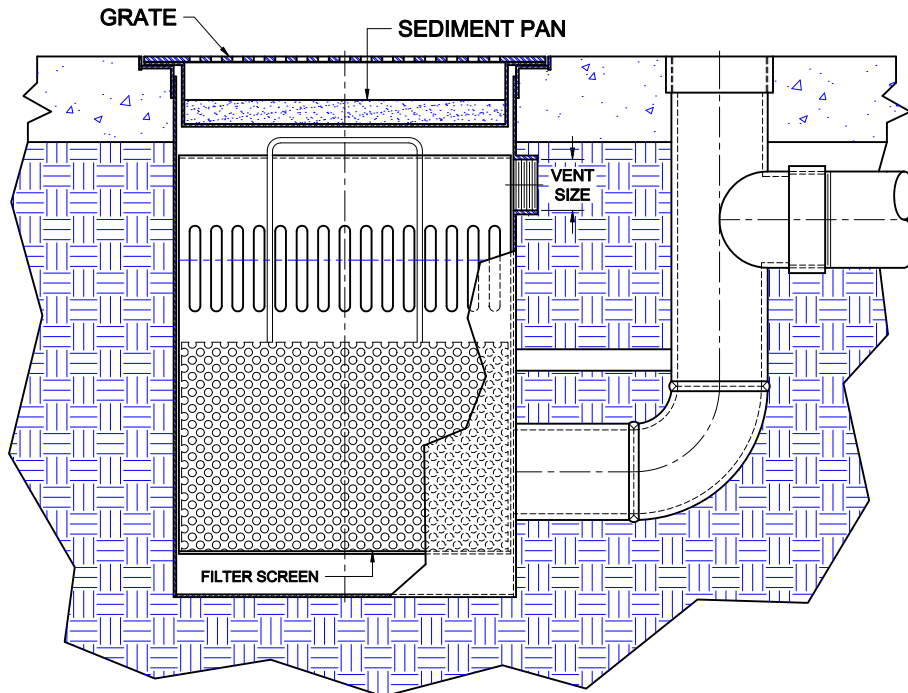 GRATE
SEDIMENT PAN
VENT
SIZE
FILTER SCREEN